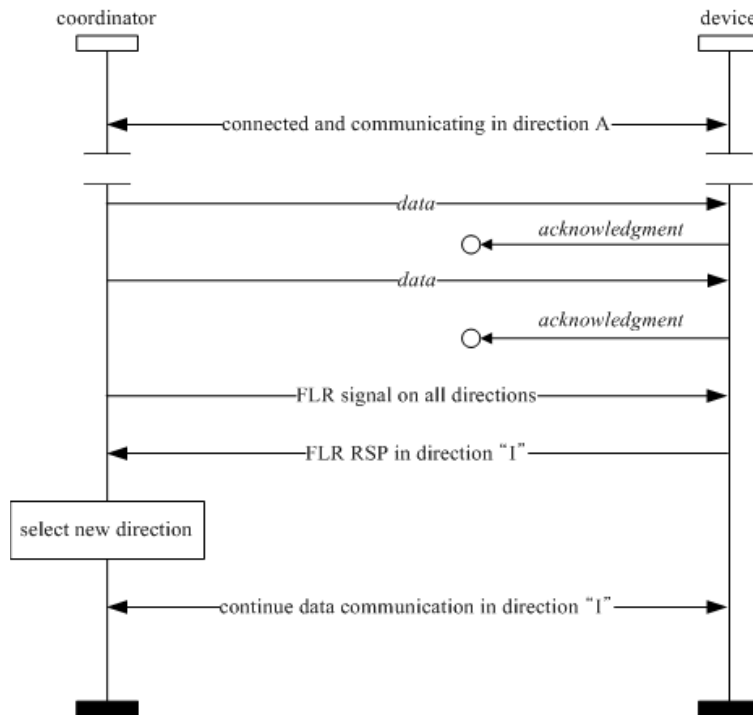 coordinator
device
connected and communicating in direction A
data
acknowledgment
data
acknowledgment
FLR signal on all directions
FLR RSP in direction “I”
select new direction
continue data communication in direction “I”